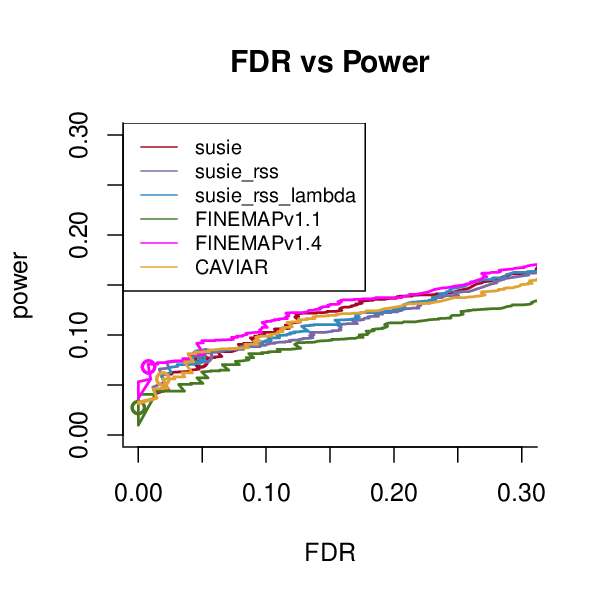 FDR vs Power
power
0.30
0.20
0.10
0.00
susie
susie_rss
susie_rss_lambda
FINEMAPv1.1
FINEMAPv1.4
CAVIAR
0.00 0.10 0.20 0.30
FDR